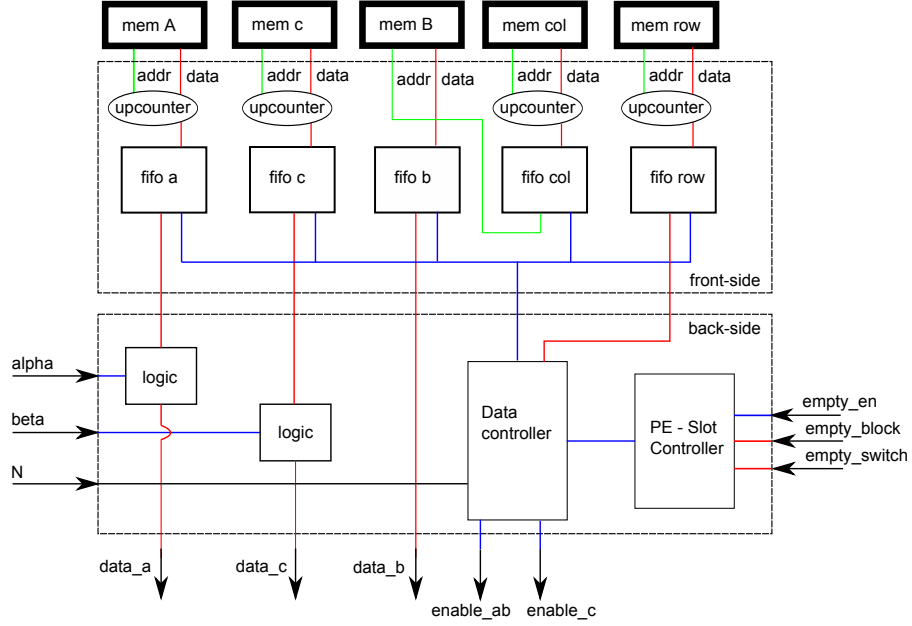 mem A
mem c
mem B
mem col
mem row
addr
data
addr
data
addr
data
addr
data
addr
data
upcounter
upcounter
upcounter
upcounter
fifo a
fifo c
fifo b
fifo col
fifo row
front-side
back-side
alpha
logic
beta
logic
Data
controller
PE - Slot
Controller
empty_en
empty_block
empty_switch
N
data_a
data_c
data_b
enable_ab
enable_c